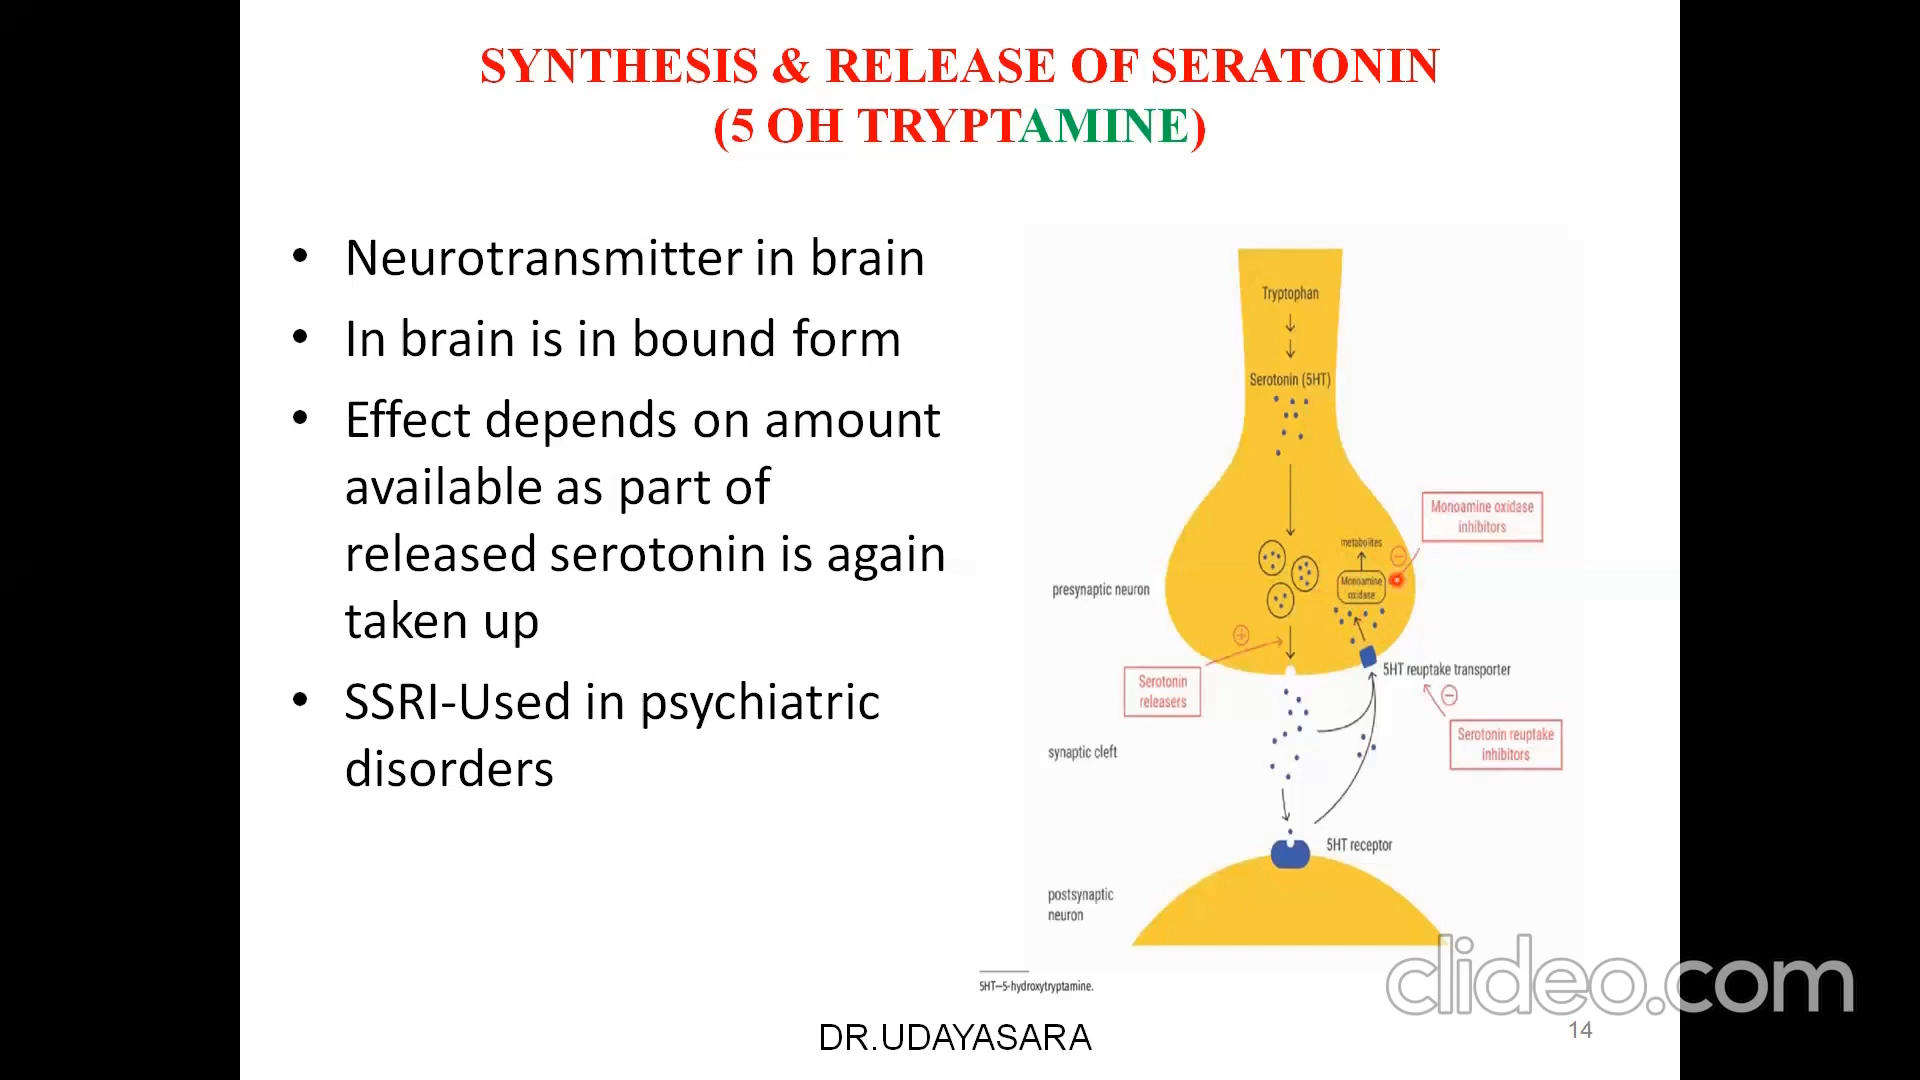 SYNTHESIS & RELEASE OF SERATONIN
(5 OH TRYPTAMINE)
• Neurotransmitter in brain
• In brain is in bound form
• Effect depends on amount
available as part of
released serotonin is again
taken up
• SSRI-Used in psychiatric
disorders
Tryptophan
Serotonin (5HT)
Monoamine oxidase
inhibitors
metabolites
Monoamine
oxidase
presynaptic neuron
5HT reuptake transporter
Serotonin
releasers
Serotonin reuptake
inhibitors
synaptic cleft
5HT receptor
postsynaptic
neuron
5HT—5-hydroxytryptamine.
clideo.com
DR.UDAYASARA
14